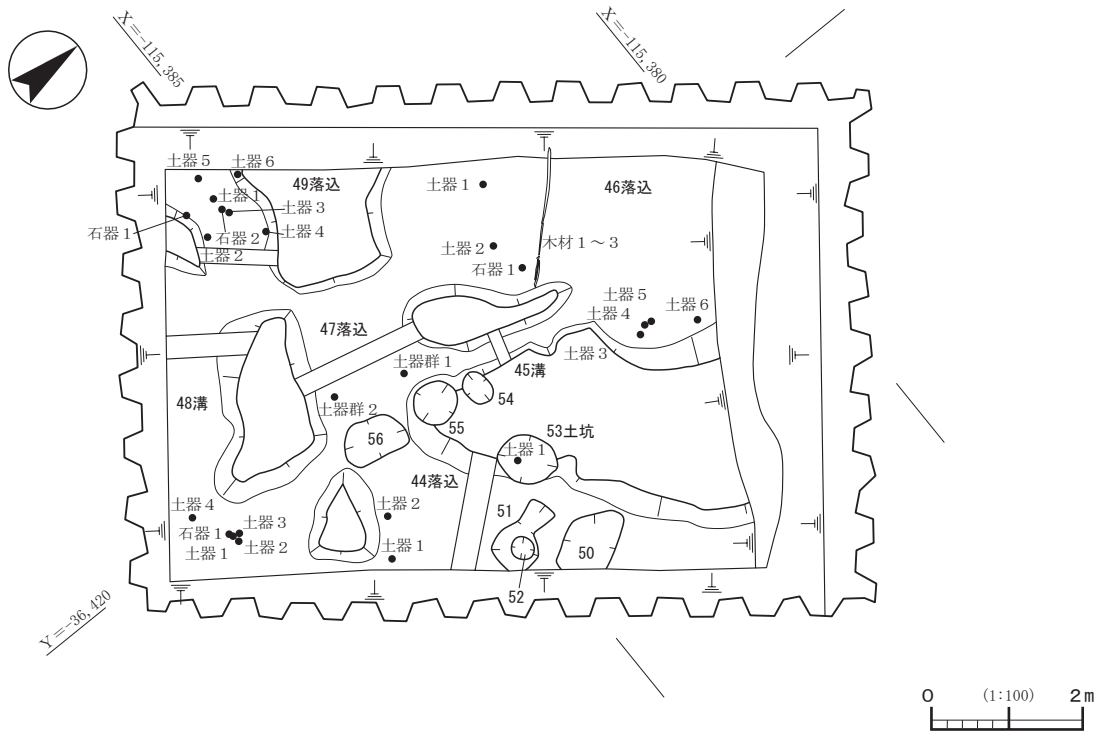 X＝-115,385
X＝-115,380
土器５
土器６
49落込
土器１
土器３
石器１
石器２
土器４
土器２
土器１
46落込
土器２
木材１～３
石器１
土器５
土器６
土器４
47落込
土器３
土器群１
45溝
48溝
54
土器群２
55
56
53土坑
土器１
44落込
土器４
土器２
51
石器１
土器３
土器１
土器２
土器１
50
52
Y＝-36,420
0
(1:100)
2m